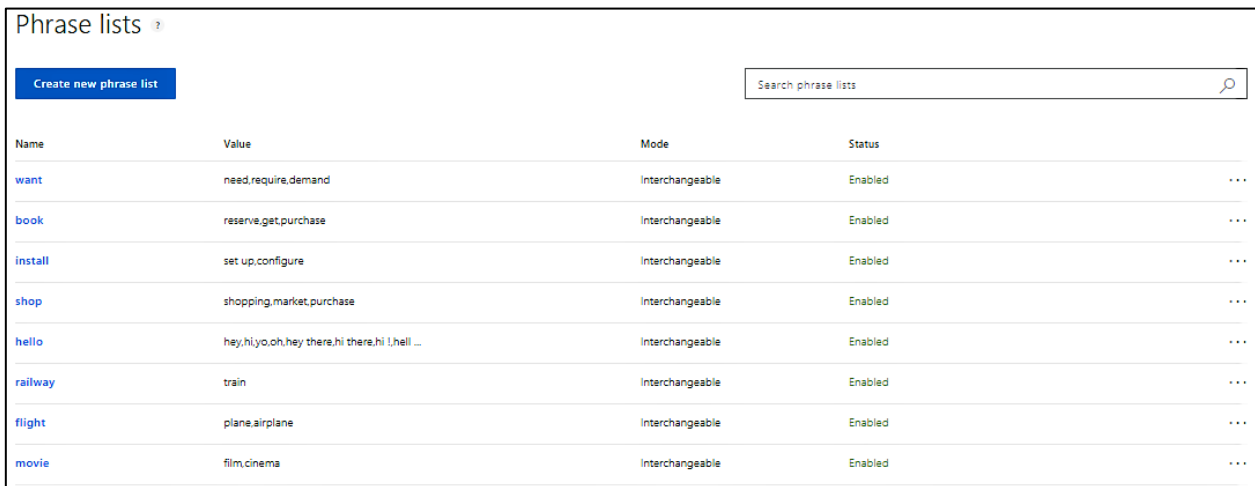 Phrase lists ?
Create new phrase list
Search phrase lists
Name Value Mode Status
want need,require,demand Interchangeable Enabled ...
book reserve,get,purchase Interchangeable Enabled ...
install set up,configure Interchangeable Enabled ...
shop shopping,market,purchase Interchangeable Enabled ...
hello hey,hi,yo,oh,hey there,hi there,hi !,hell ... Interchangeable Enabled ...
railway train Interchangeable Enabled ...
flight plane,airplane Interchangeable Enabled ...
movie film,cinema Interchangeable Enabled ...